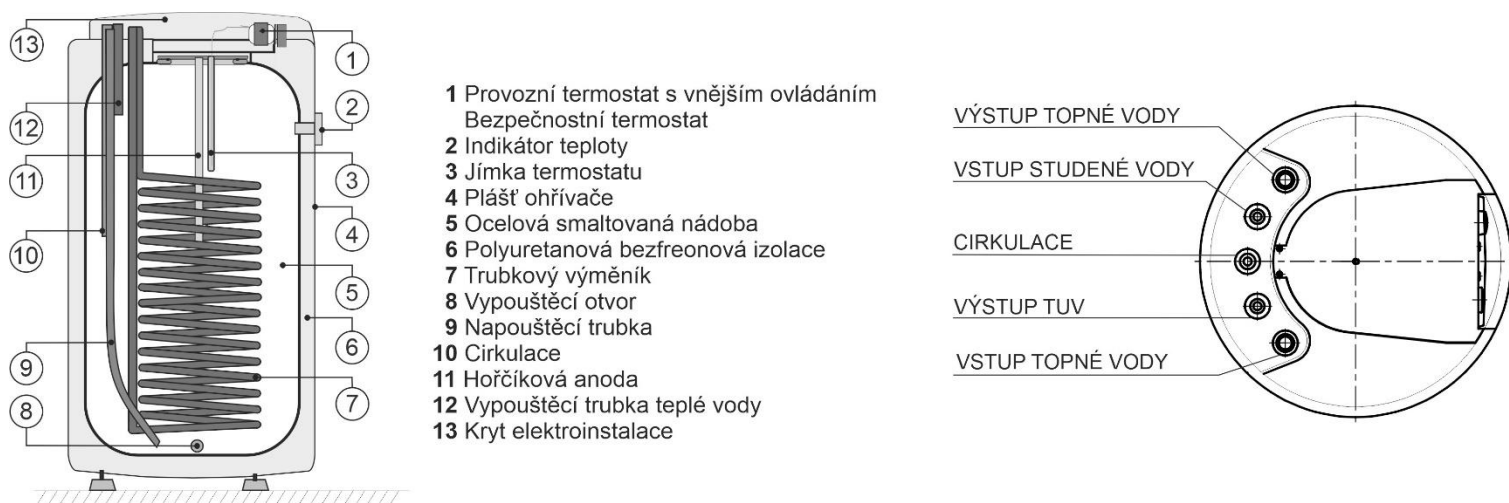 13
12
11
10
9
8
1
2
3
4
5
6
7
1 Provozní termostat s vnějším ovládáním
Bezpečnostní termostat
2 Indikátor teploty
3 Jímka termostatu
4 Plášť ohřívače
5 Ocelová smaltovaná nádoba
6 Polyuretanová bezfreonová izolace
7 Trubkový výměník
8 Vypouštěcí otvor
9 Napouštěcí trubka
10 Cirkulace
11 Hořčíková anoda
12 Vypouštěcí trubka teplé vody
13 Kryt elektroinstalace
VÝSTUP TOPNÉ VODY
VSTUP STUDENÉ VODY
CIRKULACE
VÝSTUP TUV
VSTUP TOPNÉ VODY